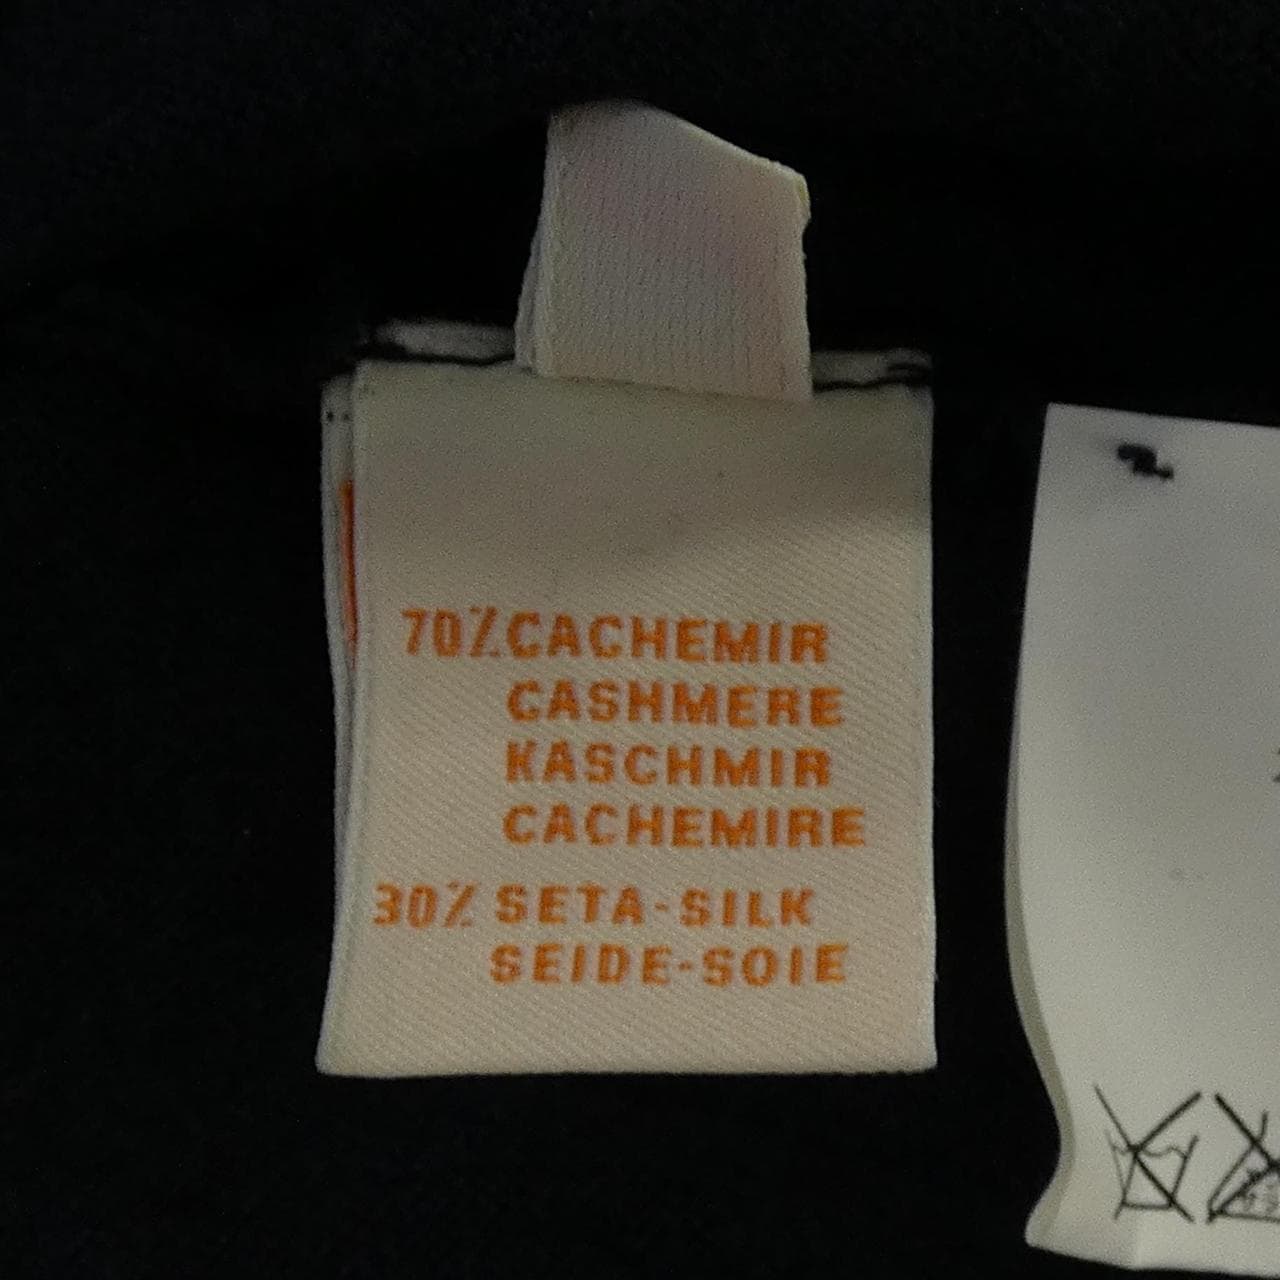 70% CACHEMIR
CASHMERE
KASCHMIR
CACHEMIRE
30% SETA-SILK
SEIDE-SOIE